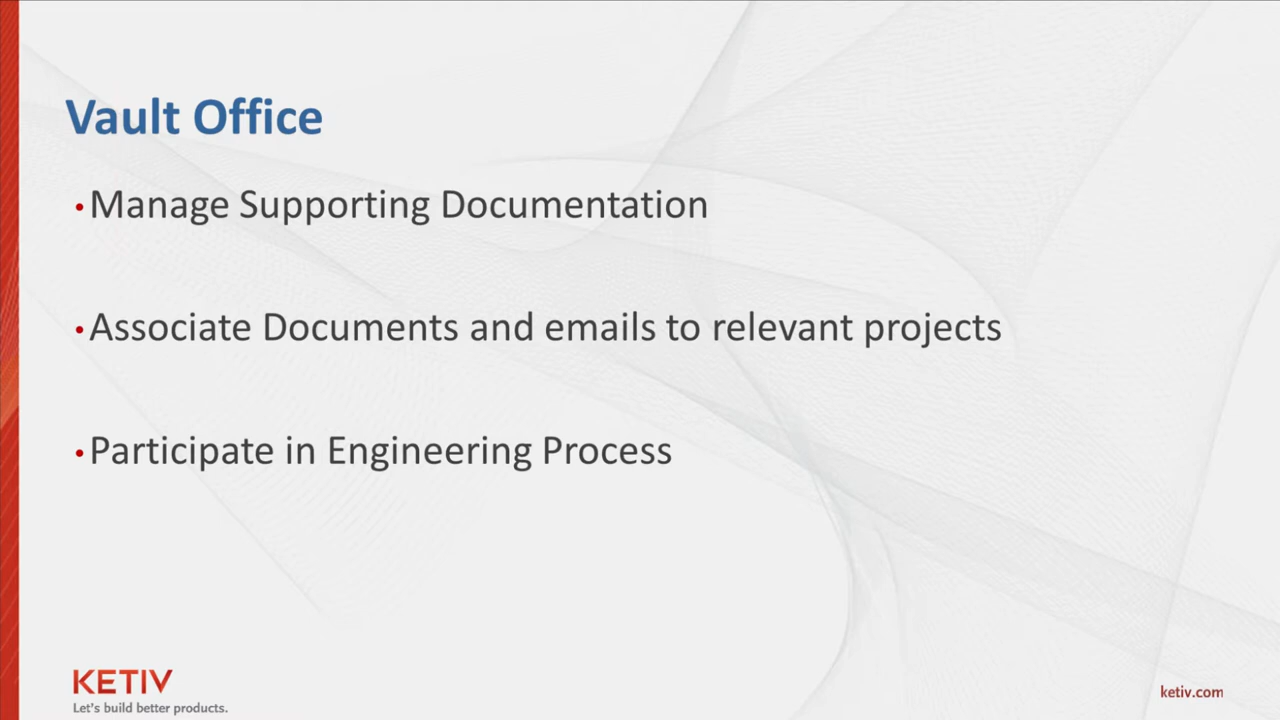 Vault Office
• Manage Supporting Documentation
• Associate Documents and emails to relevant projects
• Participate in Engineering Process
KETIV
Let's build better products.
ketiv.com